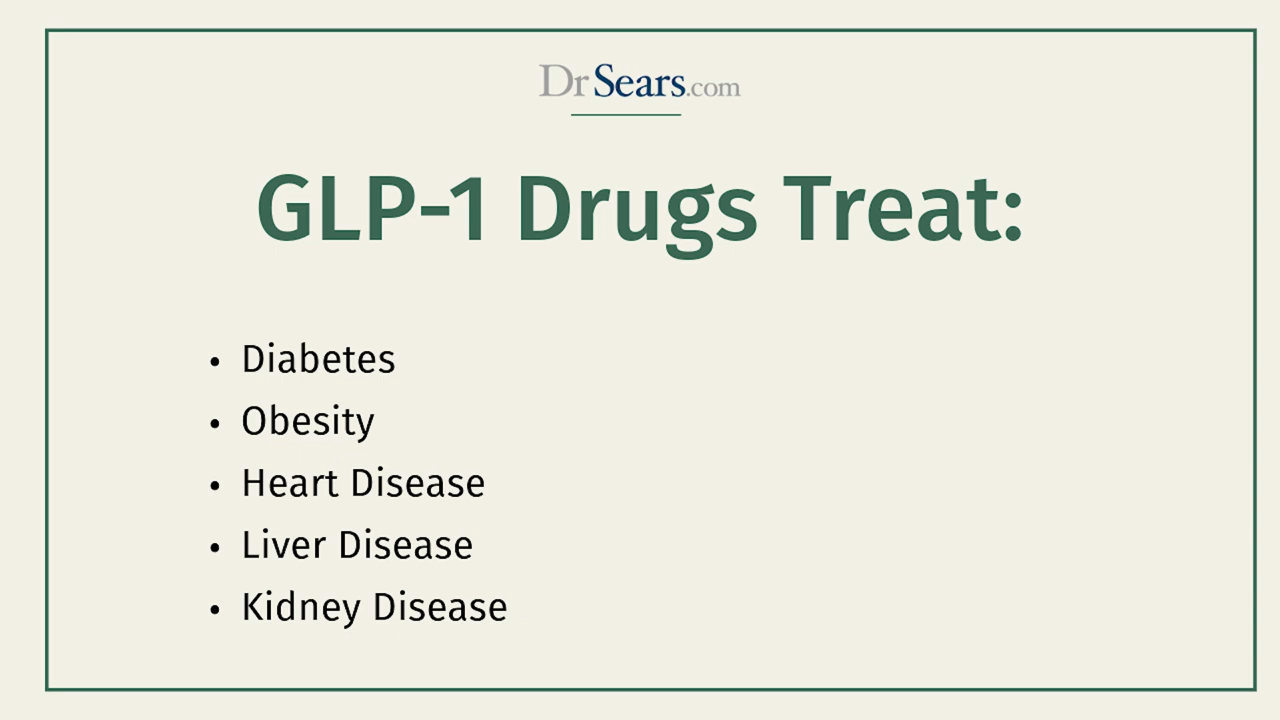 DrSears.com
GLP-1 Drugs Treat:
• Diabetes
• Obesity
• Heart Disease
• Liver Disease
• Kidney Disease